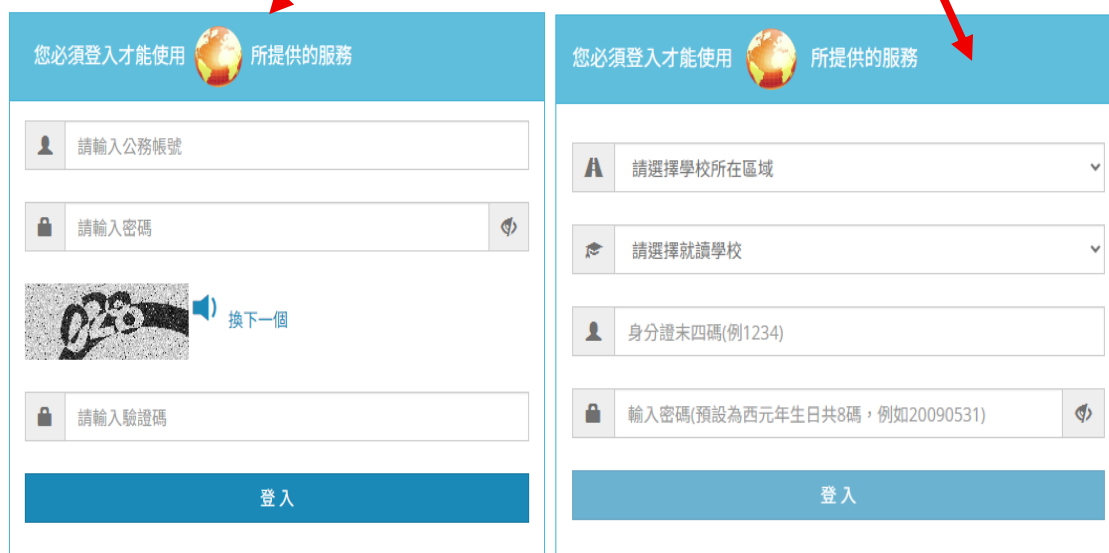 您必須登入才能使用 所提供的服務
請輸入公務帳號
請輸入密碼
換下一個
請輸入驗證碼
登入
您必須登入才能使用 所提供的服務
請選擇學校所在區域
請選擇就讀學校
身分證末四碼(例1234)
輸入密碼(預設為西元年生日共8碼，例如20090531)
登入